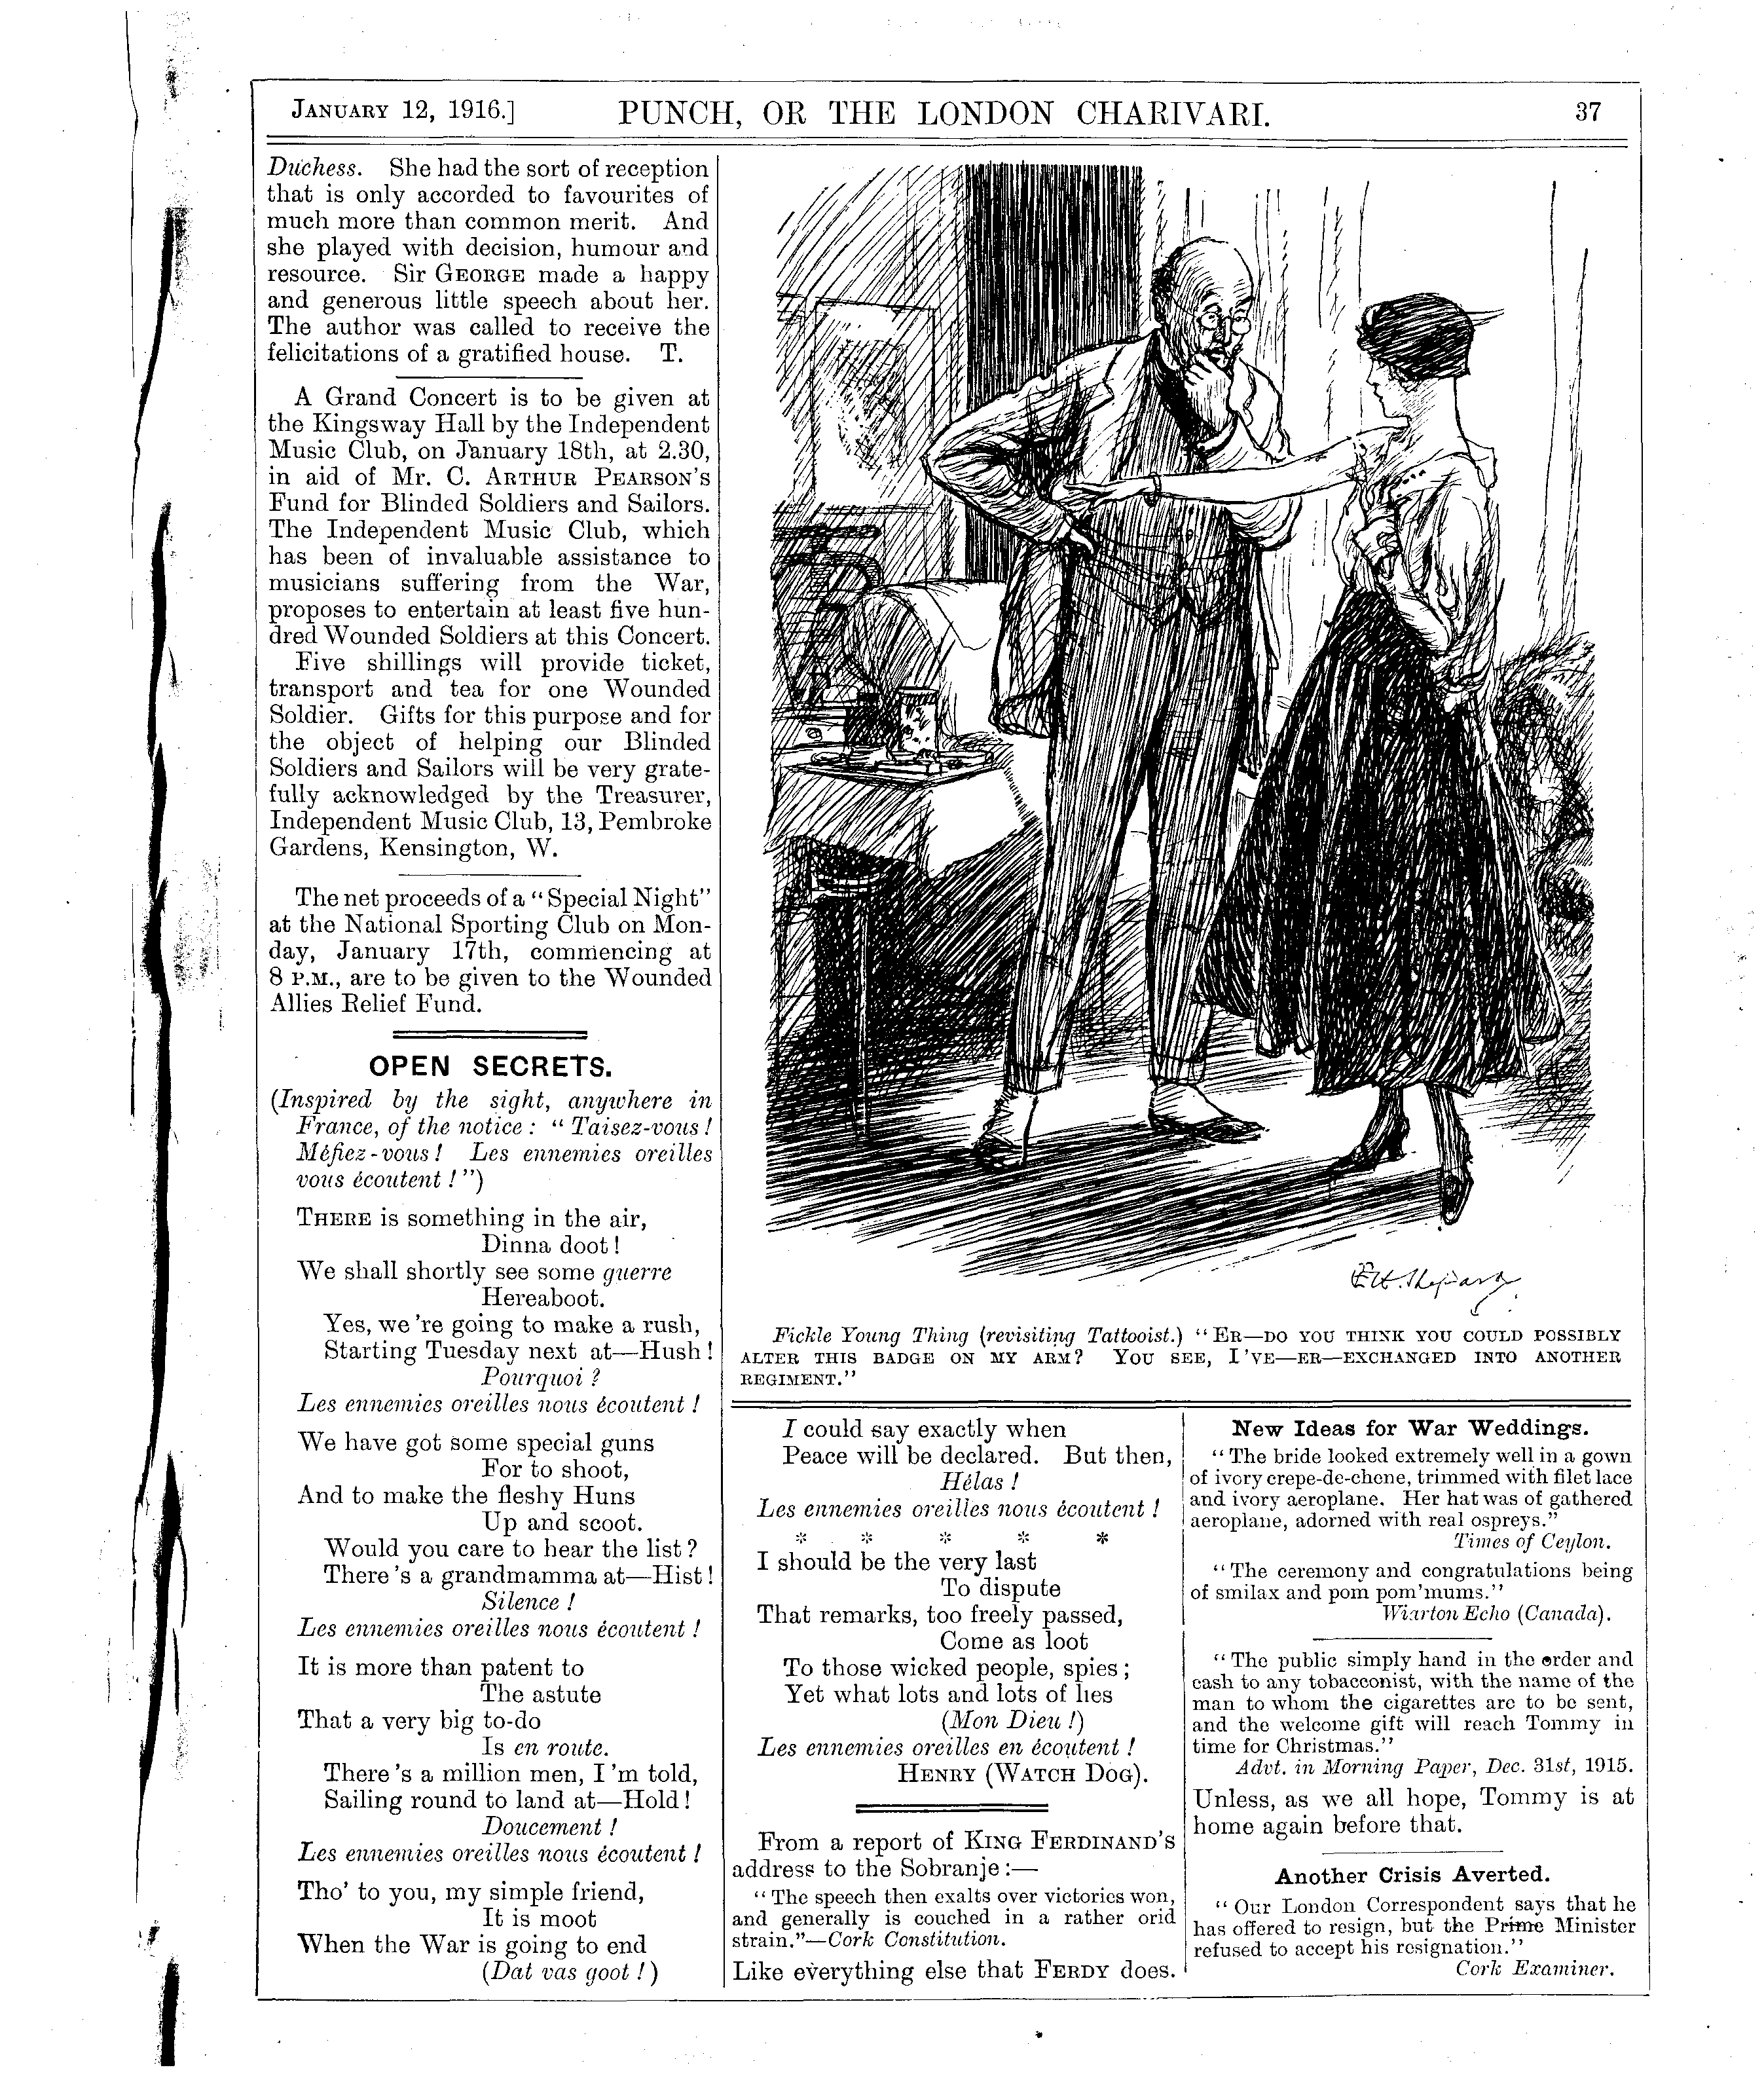 JANUARY 12, 1916.] PUNCH, OR THE LONDON CHARIVARI. 37
Duchess. She had the sort of reception
that is only accorded to favourites of
much more than common merit. And
she played with decision, humour and
resource. Sir GEORGE made a happy
and generous little speech about her.
The author was called to receive the
felicitations of a gratified house. T.
A Grand Concert is to be given at
the Kingsway Hall by the Independent
Music Club, on January 18th, at 2.30,
in aid of Mr. C. ARTHUR PEARSON'S
Fund for Blinded Soldiers and Sailors.
The Independent Music Club, which
has been of invaluable assistance to
musicians suffering from the War,
proposes to entertain at least five hun-
dred Wounded Soldiers at this Concert.
Five shillings will provide ticket,
transport and tea for one Wounded
Soldier. Gifts for this purpose and for
the object of helping our Blinded
Soldiers and Sailors will be very grate-
fully acknowledged by the Treasurer,
Independent Music Club, 13, Pembroke
Gardens, Kensington, W.
The net proceeds of a "Special Night"
at the National Sporting Club on Mon-
day, January 17th, commencing at
8 P.M., are to be given to the Wounded
Allies Relief Fund.
OPEN SECRETS.
(Inspired by the sight, anywhere in
France, of the notice: "Taisez-vous!
Méfiez-vous! Les ennemies oreilles
vous écoutent!")
THERE is something in the air,
Dinna doot!
We shall shortly see some guerre
Hereaboot.
Yes, we're going to make a rush,
Starting Tuesday next at—Hush!
Pourquoi?
Les ennemies oreilles nous écoutent!
We have got some special guns
For to shoot,
And to make the fleshy Huns
Up and scoot.
Would you care to hear the list?
There's a grandmamma at—Hist!
Silence!
Les ennemies oreilles nous écoutent!
It is more than patent to
The astute
That a very big to-do
Is en route.
There's a million men, I'm told,
Sailing round to land at—Hold!
Doucement!
Les ennemies oreilles nous écoutent!
Tho' to you, my simple friend,
It is moot
When the War is going to end
(Dat vas goot!)
E.H. Shepard
Fickle Young Thing (revisiting Tattooist.) "ER—DO YOU THINK YOU COULD POSSIBLY
ALTER THIS BADGE ON MY ARM? YOU SEE, I'VE—ER—EXCHANGED INTO ANOTHER
REGIMENT."
I could say exactly when
Peace will be declared. But then,
Hélas!
Les ennemies oreilles nous écoutent!
* * * * *
I should be the very last
To dispute
That remarks, too freely passed,
Come as loot
To those wicked people, spies;
Yet what lots and lots of lies
(Mon Dieu!)
Les ennemies oreilles en écoutent!
HENRY (WATCH DOG).
From a report of KING FERDINAND'S
address to the Sobranje:—
"The speech then exalts over victories won,
and generally is couched in a rather orid
strain."—Cork Constitution.
Like everything else that FERDY does.
New Ideas for War Weddings.
"The bride looked extremely well in a gown
of ivory crepe-de-chene, trimmed with filet lace
and ivory aeroplane. Her hat was of gathered
aeroplane, adorned with real ospreys."
Times of Ceylon.
"The ceremony and congratulations being
of smilax and pom pom'mums."
Wiarton Echo (Canada).
"The public simply hand in the order and
cash to any tobacconist, with the name of the
man to whom the cigarettes are to be sent,
and the welcome gift will reach Tommy in
time for Christmas."
Advt. in Morning Paper, Dec. 31st, 1915.
Unless, as we all hope, Tommy is at
home again before that.
Another Crisis Averted.
"Our London Correspondent says that he
has offered to resign, but the Prime Minister
refused to accept his resignation."
Cork Examiner.